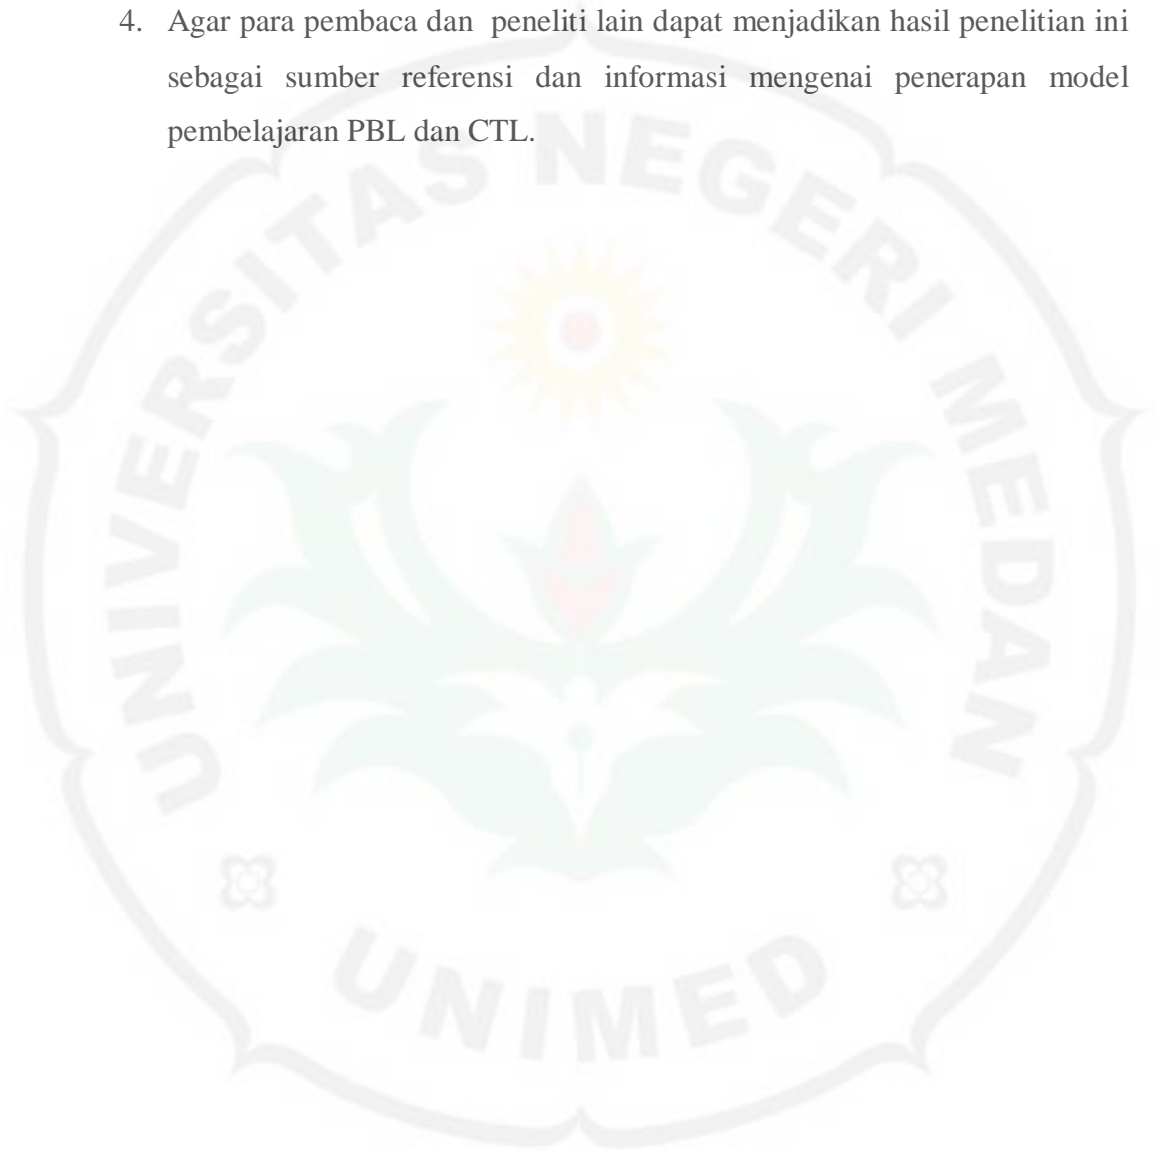 4. Agar para pembaca dan peneliti lain dapat menjadikan hasil penelitian ini
sebagai sumber referensi dan informasi mengenai penerapan model
pembelajaran PBL dan CTL.
UNIVERSITAS NEGERI MEDAN
UNIMED